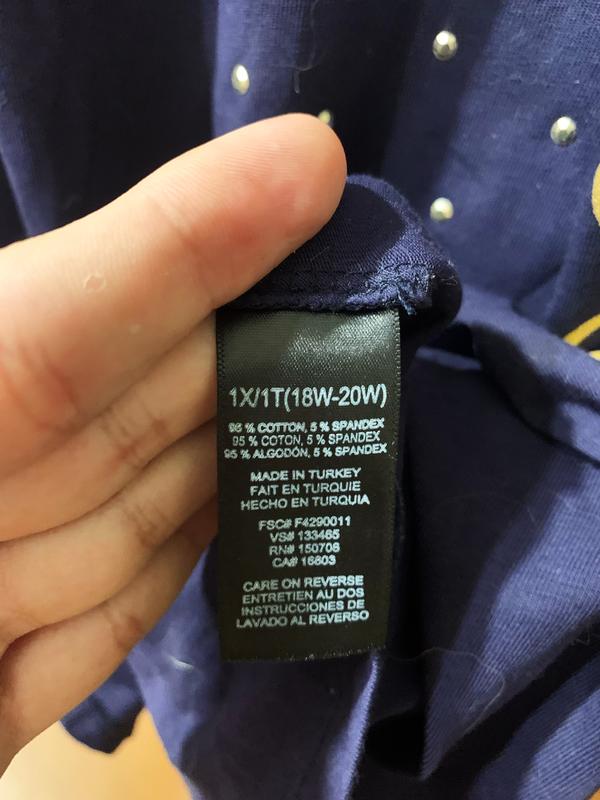 1X/1T(18W-20W)
95 % COTTON, 5 % SPANDEX
95 % COTON, 5 % SPANDEX
95 % ALGODÓN, 5 % SPANDEX
MADE IN TURKEY
FAIT EN TURQUIE
HECHO EN TURQUIA
FSC# F4290011
VS# 133465
RN# 150708
CA# 16803
CARE ON REVERSE
ENTRETIEN AU DOS
INSTRUCCIONES DE
LAVADO AL REVERSO